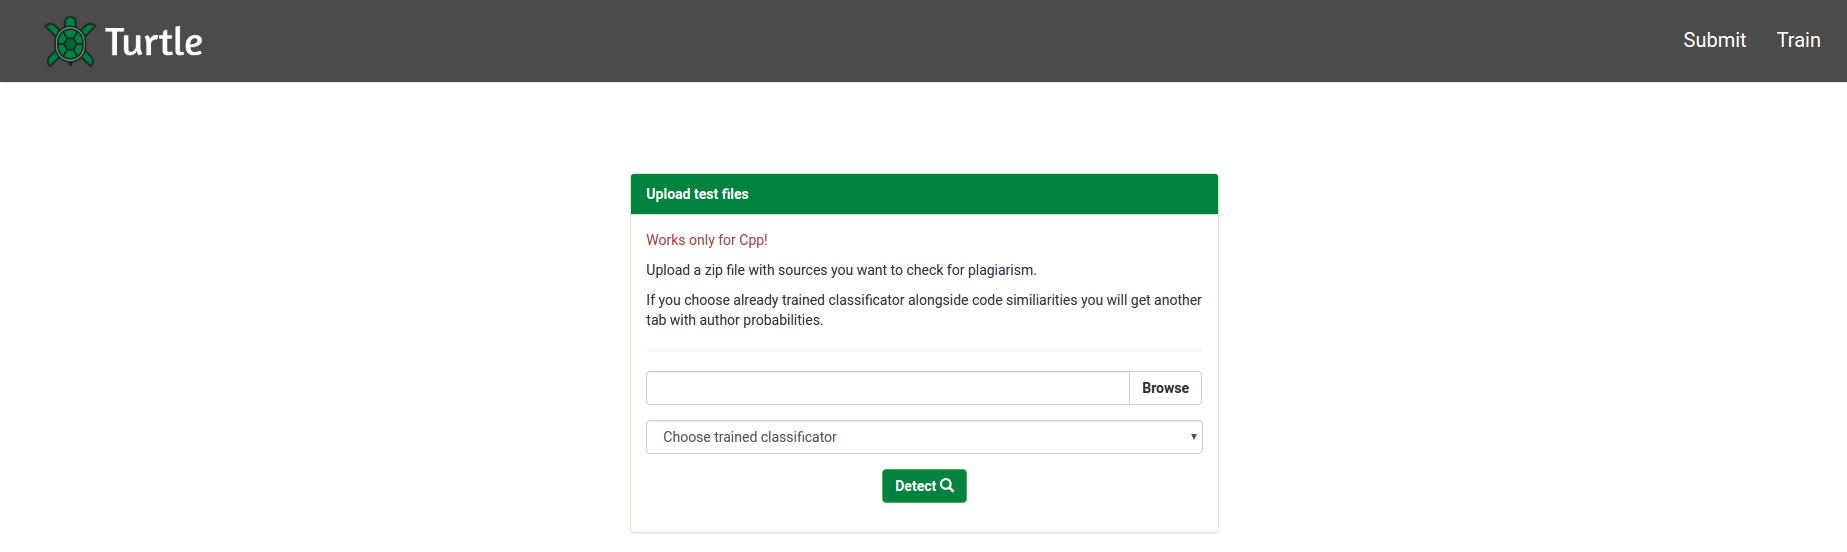 Turtle
Submit
Train
Upload test files
Works only for Cpp!
Upload a zip file with sources you want to check for plagiarism.
If you choose already trained classificator alongside code similiarities you will get another
tab with author probabilities.
Browse
Choose trained classificator
Detect